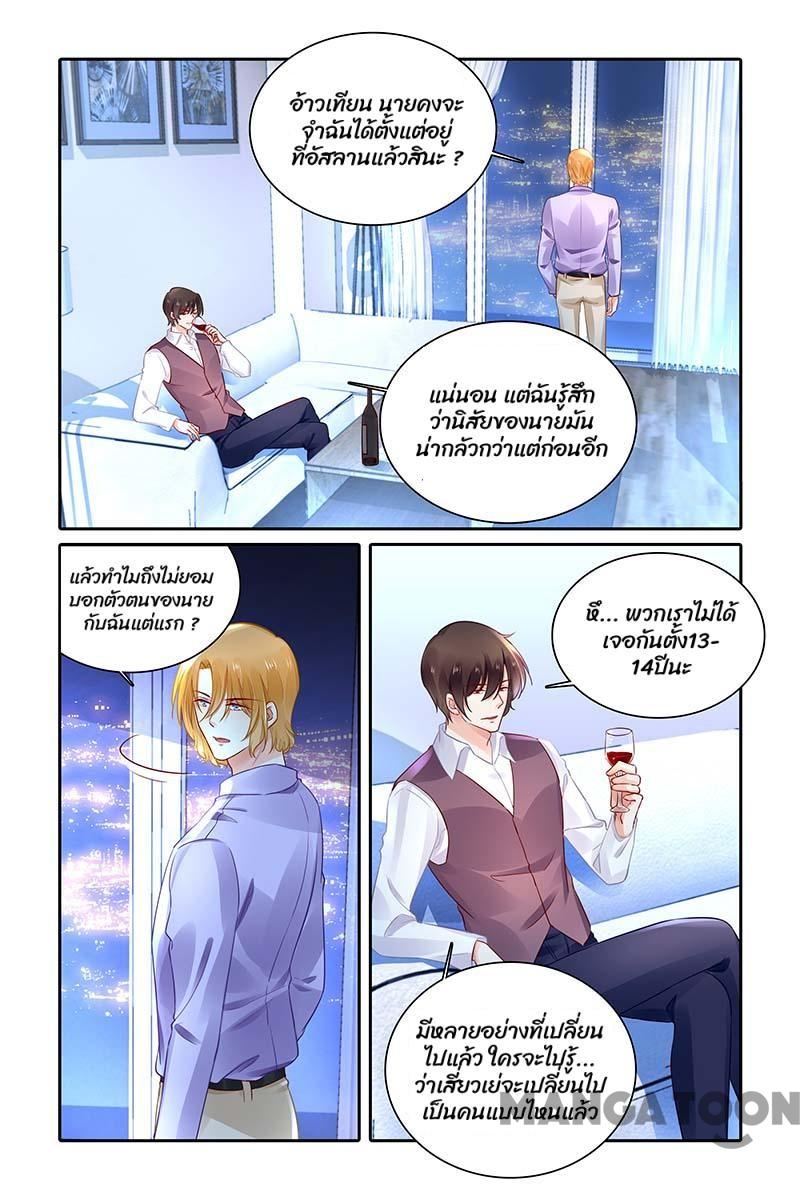 อ้าวเทียน นายคงจะ
จำฉันได้ตั้งแต่อยู่
ที่อัสลานแล้วสินะ ?
แน่นอน แต่ฉันรู้สึก
ว่านิสัยของนายมัน
น่ากลัวกว่าแต่ก่อนอีก
แล้วทำไมถึงไม่ยอม
บอกตัวตนของนาย
กับฉันแต่แรก ?
หึ... พวกเราไม่ได้
เจอกันตั้ง13-
14ปีนะ
มีหลายอย่างที่เปลี่ยน
ไปแล้ว ใครจะไปรู้...
ว่าเสี่ยวเย่จะเปลี่ยนไป
เป็นคนแบบไหนแล้ว
MANGATOON